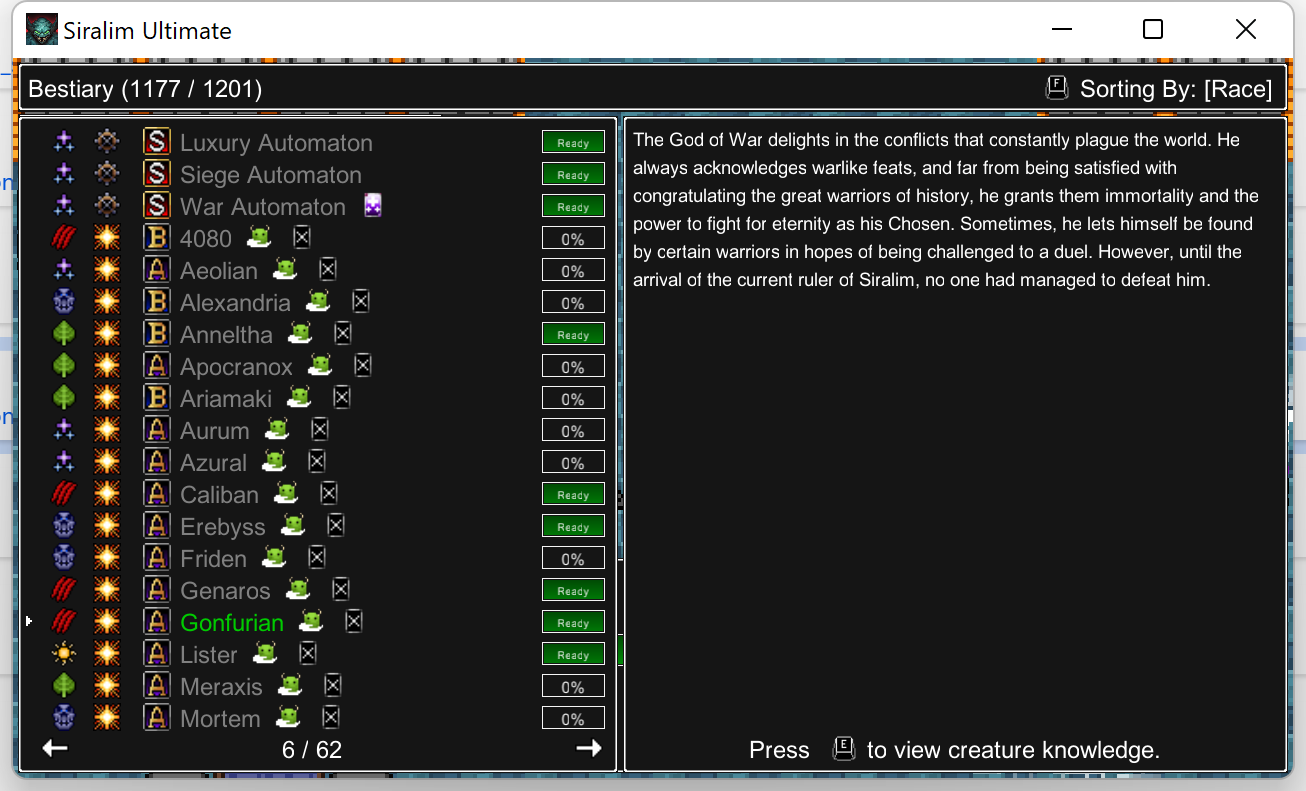 Siralim Ultimate
Bestiary (1177 / 1201)
F Sorting By: [Race]
S Luxury Automaton Ready
S Siege Automaton Ready
S War Automaton Ready
B 4080 0%
A Aeolian 0%
B Alexandria 0%
B Anneltha Ready
A Apocranox 0%
B Ariamaki 0%
A Aurum 0%
A Azural 0%
A Caliban Ready
A Erebyss Ready
A Friden 0%
A Genaros Ready
A Gonfurian Ready
A Lister Ready
A Meraxis 0%
A Mortem 0%
6 / 62
The God of War delights in the conflicts that constantly plague the world. He
always acknowledges warlike feats, and far from being satisfied with
congratulating the great warriors of history, he grants them immortality and the
power to fight for eternity as his Chosen. Sometimes, he lets himself be found
by certain warriors in hopes of being challenged to a duel. However, until the
arrival of the current ruler of Siralim, no one had managed to defeat him.
Press E to view creature knowledge.